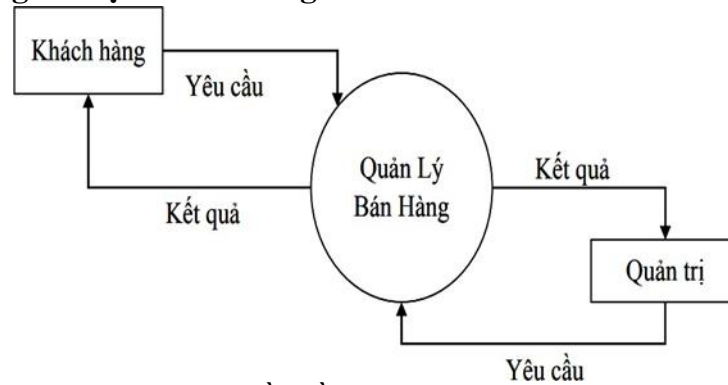 Khách hàng
Yêu cầu
Quản Lý
Bán Hàng
Kết quả
Kết quả
Quản trị
Yêu cầu